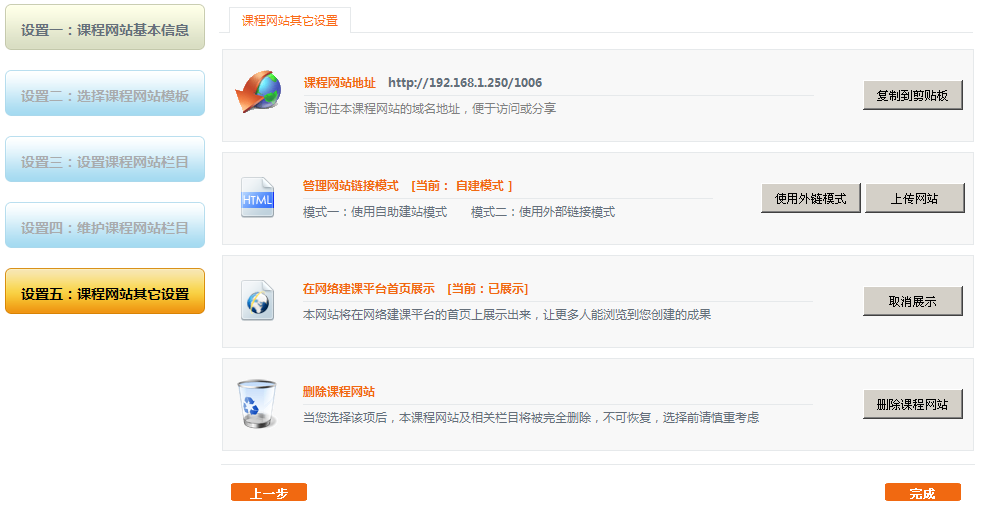 设置一：课程网站基本信息
设置二：选择课程网站模板
设置三：设置课程网站栏目
设置四：维护课程网站栏目
设置五：课程网站其它设置
课程网站其它设置
课程网站地址 http://192.168.1.250/1006
请记住本课程网站的域名地址，便于访问或分享
复制到剪贴板
HTML
管理网站链接模式 [当前： 自建模式 ]
模式一：使用自助建站模式 模式二：使用外部链接模式
使用外链模式 上传网站
在网络建课平台首页展示 [当前：已展示]
本网站将在网络建课平台的首页上展示出来，让更多人能浏览到您创建的成果
取消展示
删除课程网站
当您选择该项后，本课程网站及相关栏目将被完全删除，不可恢复，选择前请慎重考虑
删除课程网站
上一步 完成